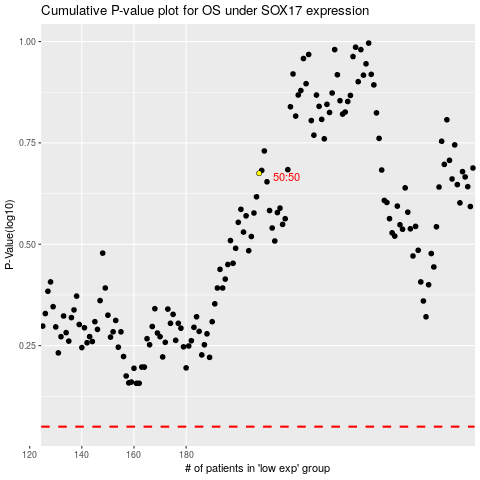 Cumulative P-value plot for OS under SOX17 expression
1.00
0.75
50:50
0.50
0.25
P-Value(log10)
120 140 160 180
# of patients in 'low exp' group